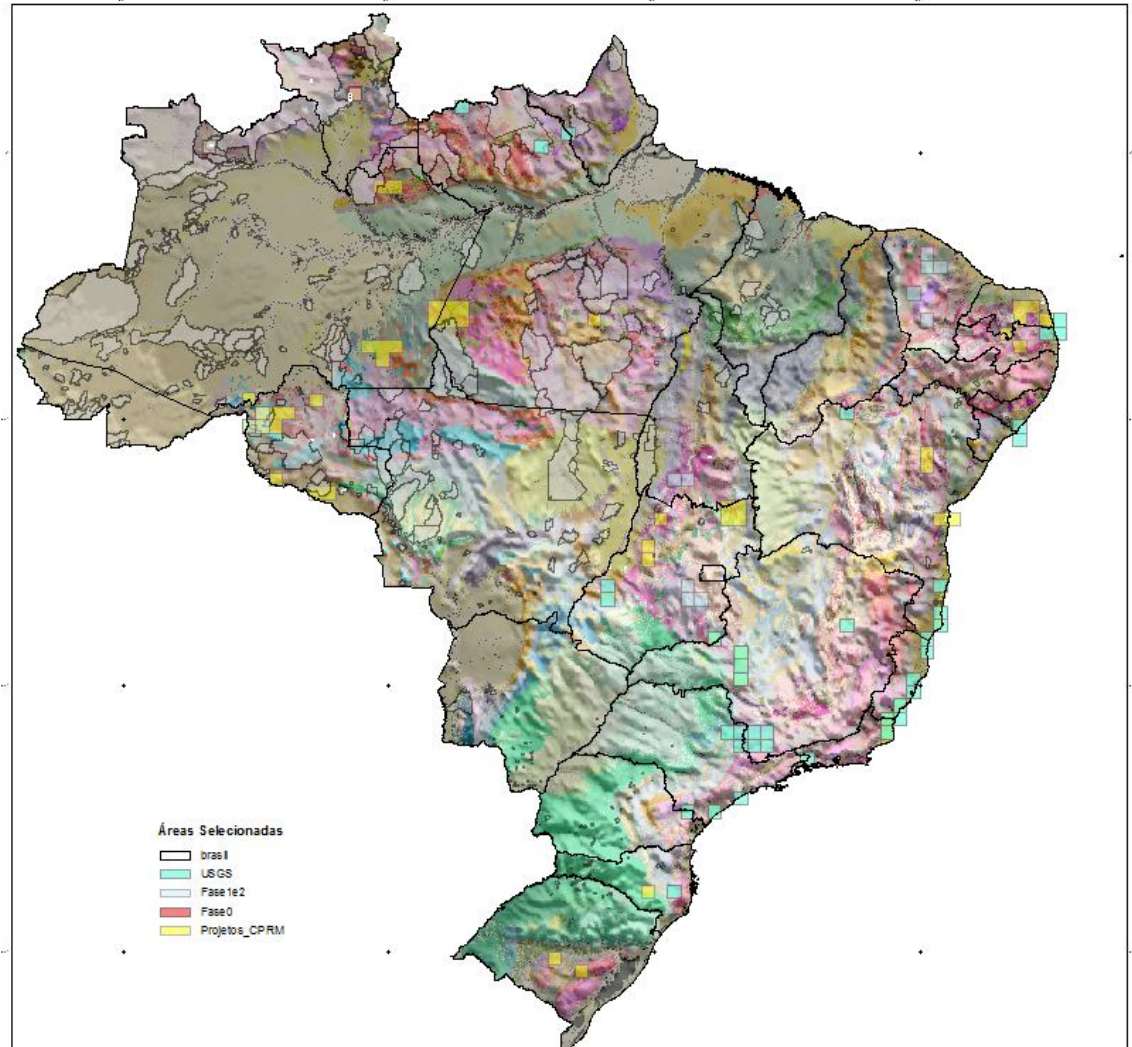 Áreas Selecionadas
brasil
USGS
Fase1e2
Fase0
Projetos_CPRM